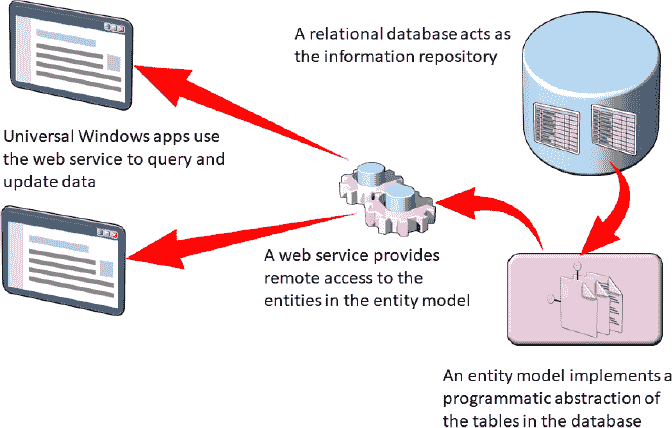 A relational database acts as
the information repository
Universal Windows apps use
the web service to query and
update data
A web service provides
remote access to the
entities in the entity model
An entity model implements a
programmatic abstraction of
the tables in the database